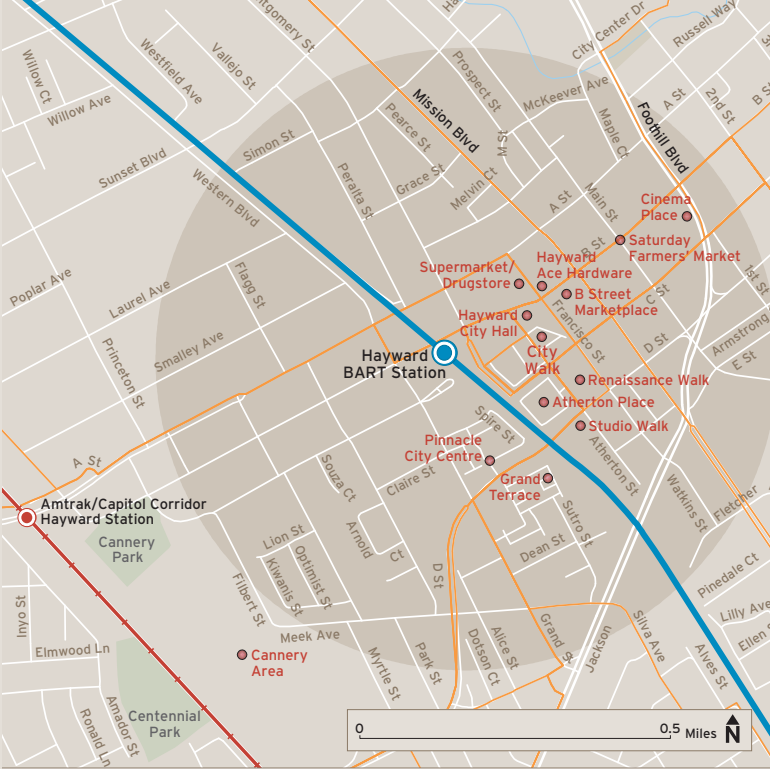 City Center Dr
Russell Way
Willow Ct
Westfield Ave
Vallejo St
Prospect St
McKeever Ave
A St
2nd St
B St
Willow Ave
Mission Blvd
Foothill Blvd
Pearce St
M St
Maple Ct
Simon St
Sunset Blvd
Western Blvd
Peralta St
Grace St
Melvin Ct
A St
Main St
Cinema
Place
B St
Saturday
Farmers' Market
Poplar Ave
Laurel Ave
Flagg St
Supermarket/
Drugstore
Hayward
Ace Hardware
B Street
Marketplace
C St
1st St
Smalley Ave
Princeton St
Hayward
City Hall
Francisco St
City
Walk
D St
Armstrong
E St
Hayward
BART Station
Renaissance Walk
Atherton Place
Studio Walk
Spire St
Pinnacle
City Centre
Atherton St
A St
Souza Ct
Claire St
Grand
Terrace
Watkins St
Fletcher
Amtrak/Capitol Corridor
Hayward Station
Cannery
Park
Lion St
Arnold
Ct
Sutro St
Dean St
Kiwanis St
Optimist St
D St
Filbert St
Pinedale Ct
Inyo St
Lilly Ave
Ellen S
Elmwood Ln
Meek Ave
Cannery
Area
Myrtle St
Park St
Dotson Ct
Alice St
Grand St
Jackson
Silva Ave
Alves St
Ronald Ln
Amador St
Centennial
Park
0
0.5 Miles
N